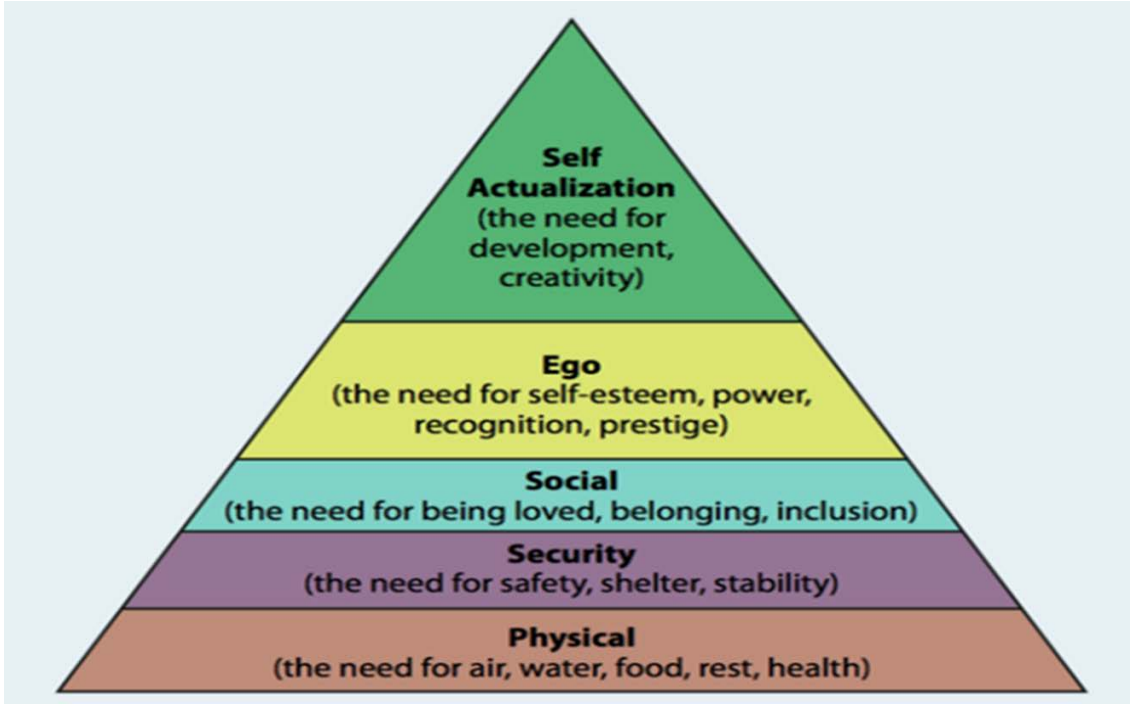 Self
Actualization
(the need for
development,
creativity)
Ego
(the need for self-esteem, power,
recognition, prestige)
Social
(the need for being loved, belonging, inclusion)
Security
(the need for safety, shelter, stability)
Physical
(the need for air, water, food, rest, health)